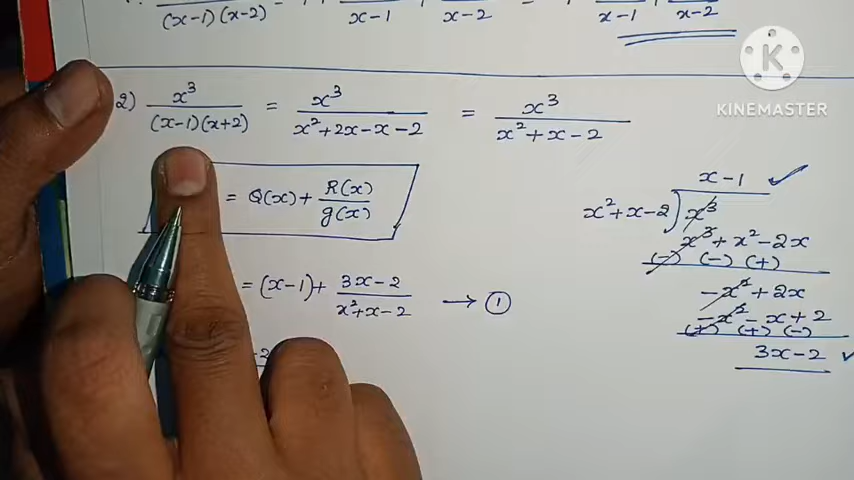 (x-1)(x-2) x-1 x-2 x-1 x-2
2) x³/(x-1)(x+2) = x³/x²+2x-x-2 = x³/x²+x-2
= Q(x)+ R(x)/g(x)
= (x-1)+ 3x-2/x²+x-2 → ①
x-1 ✓
x²+x-2) x³
x³+x²-2x
(-) (-) (+)
-x²+2x
-x²-x+2
(+) (+) (-)
3x-2 ✓
KINEMASTER